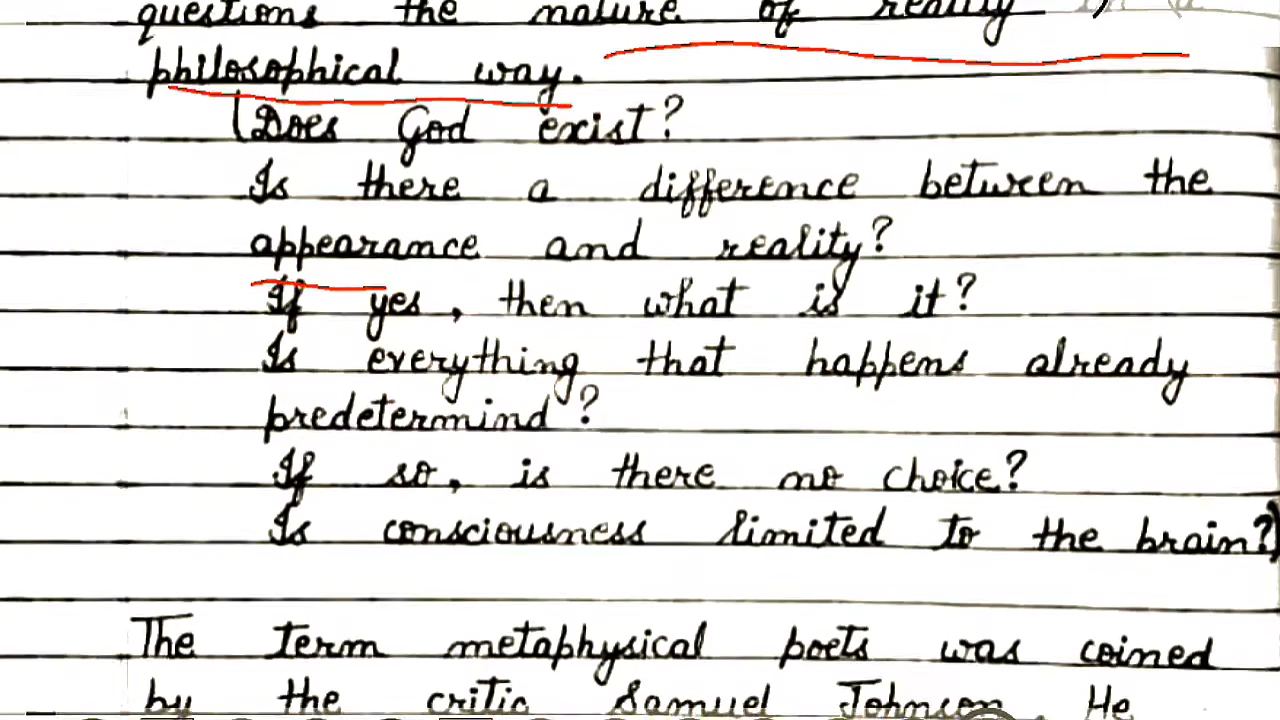 questions the nature of reality in a
philosophical way.
(Does God exist?
Is there a difference between the
appearance and reality?
If yes, then what is it?
Is everything that happens already
predetermind?
If so, is there no choice?
Is consciousness limited to the brain?)
The term metaphysical poets was coined
by the critic Samuel Johnson. He